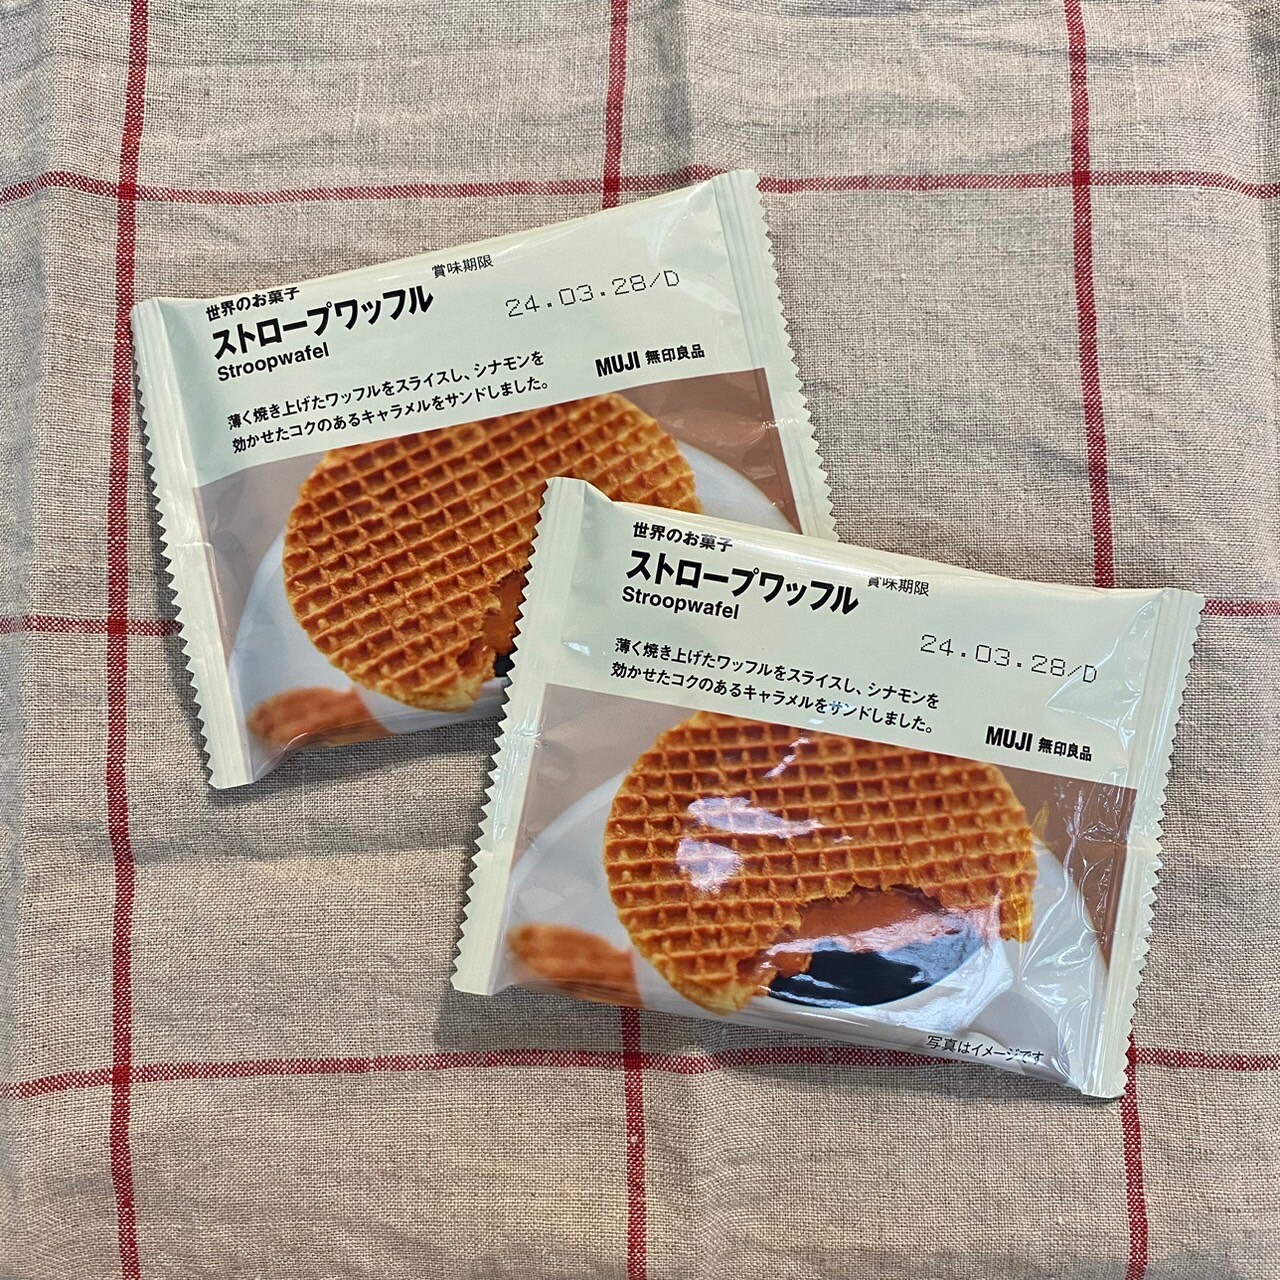 賞味期限
24.03.28/D
世界のお菓子
ストロープワッフル
Stroopwafel
MUJI 無印良品
薄く焼き上げたワッフルをスライスし、シナモンを
効かせたコクのあるキャラメルをサンドしました。
世界のお菓子
ストロープワッフル
賞味期限
Stroopwafel
24.03.28/D
薄く焼き上げたワッフルをスライスし、シナモンを
効かせたコクのあるキャラメルをサンドしました。
MUJI 無印良品
写真はイメージです